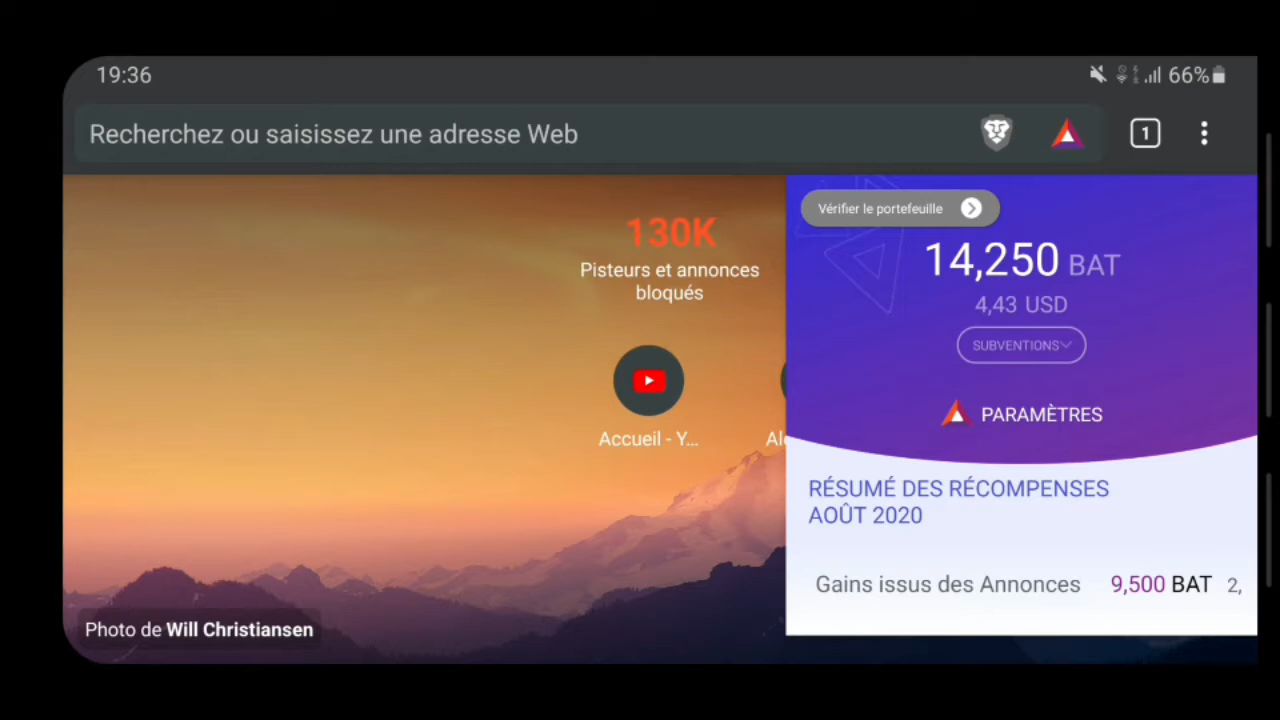 19:36
66%
Recherchez ou saisissez une adresse Web
1
130K
Pisteurs et annonces
bloqués
Accueil - Y...
Al
Photo de Will Christiansen
Vérifier le portefeuille
14,250 BAT
4,43 USD
SUBVENTIONS
PARAMÈTRES
RÉSUMÉ DES RÉCOMPENSES
AOÛT 2020
Gains issus des Annonces 9,500 BAT 2,